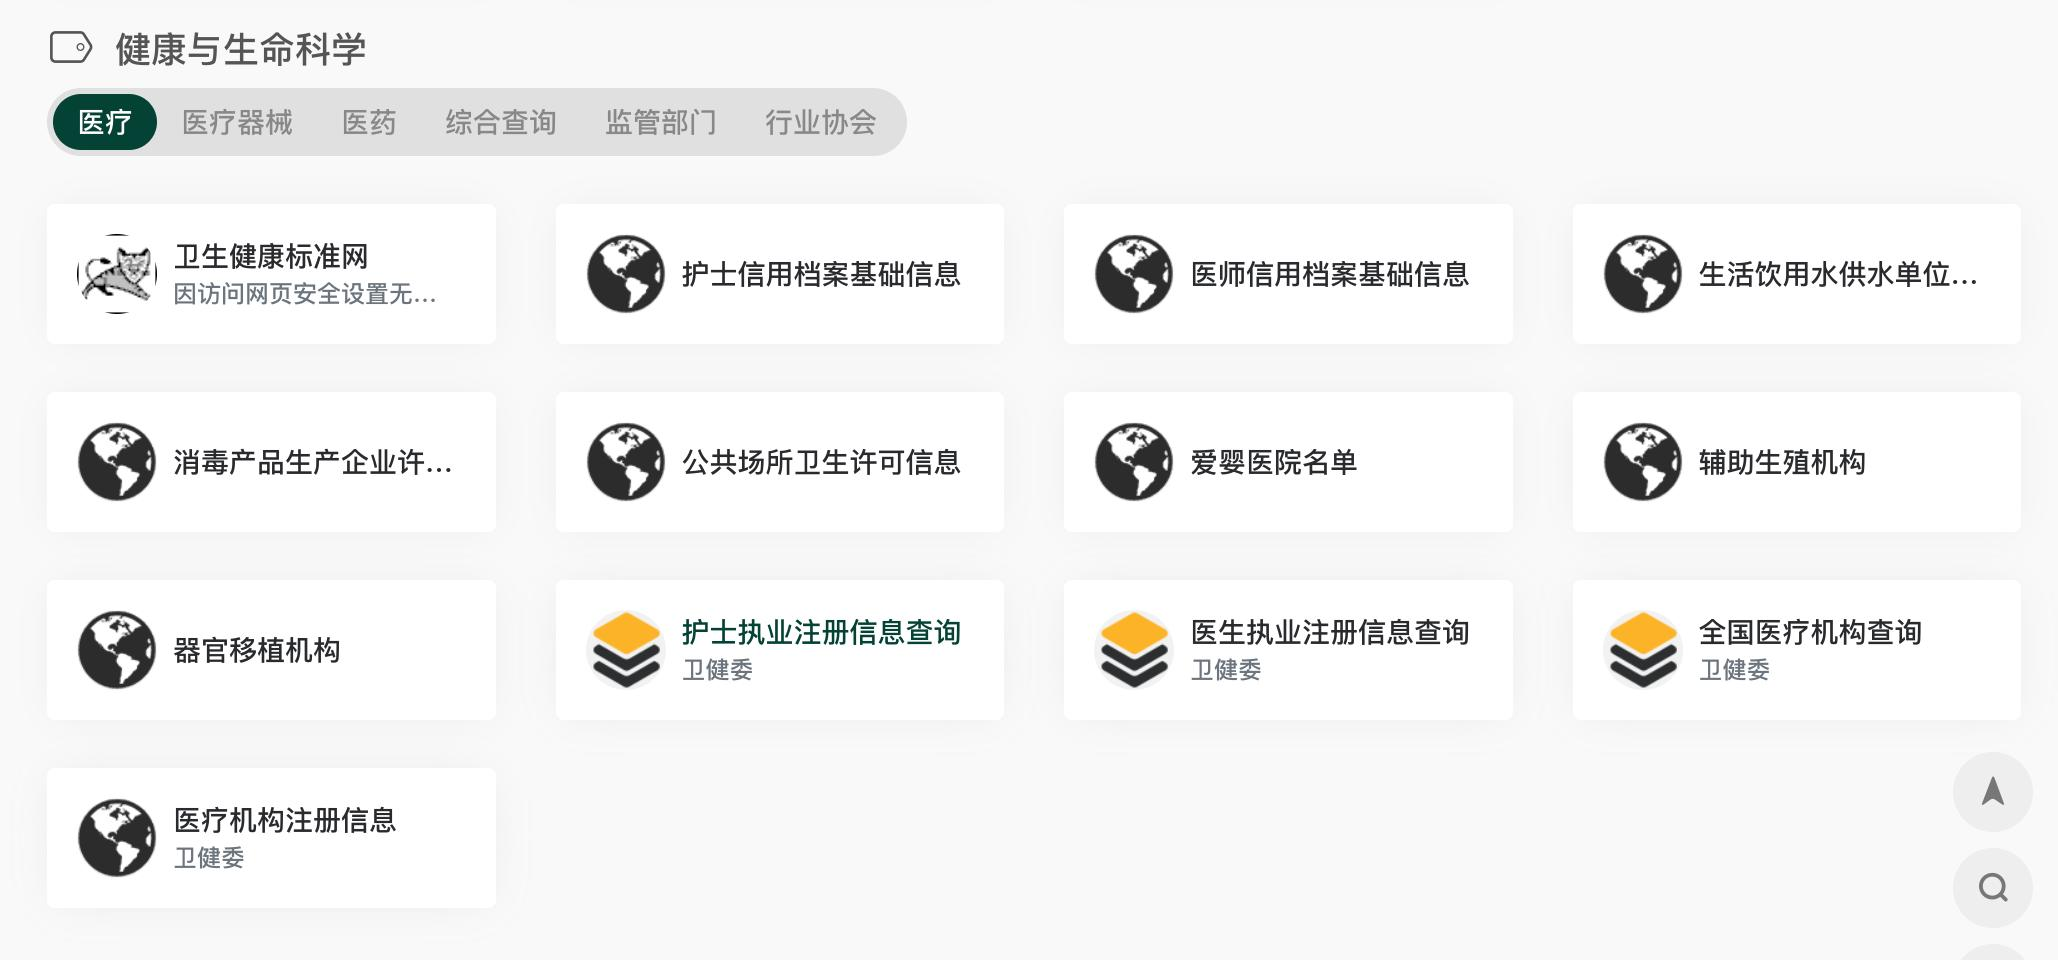 健康与生命科学
医疗
医疗器械
医药
综合查询
监管部门
行业协会
卫生健康标准网
因访问网页安全设置无...
护士信用档案基础信息
医师信用档案基础信息
生活饮用水供水单位...
消毒产品生产企业许...
公共场所卫生许可信息
爱婴医院名单
辅助生殖机构
器官移植机构
护士执业注册信息查询
卫健委
医生执业注册信息查询
卫健委
全国医疗机构查询
卫健委
医疗机构注册信息
卫健委